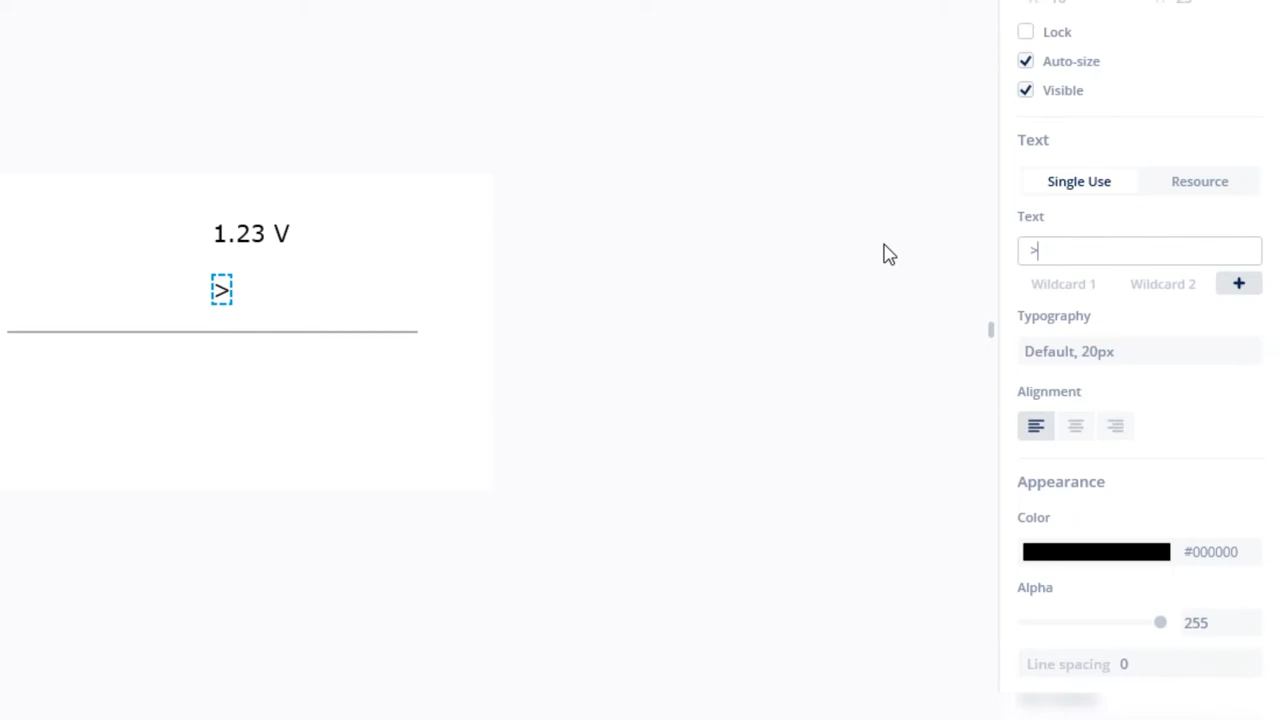 Lock
Auto-size
Visible
Text
Single Use Resource
Text
1.23 V
>
>
Wildcard 1 Wildcard 2 +
Typography
Default, 20px
Alignment
Appearance
Color
#000000
Alpha
255
Line spacing 0